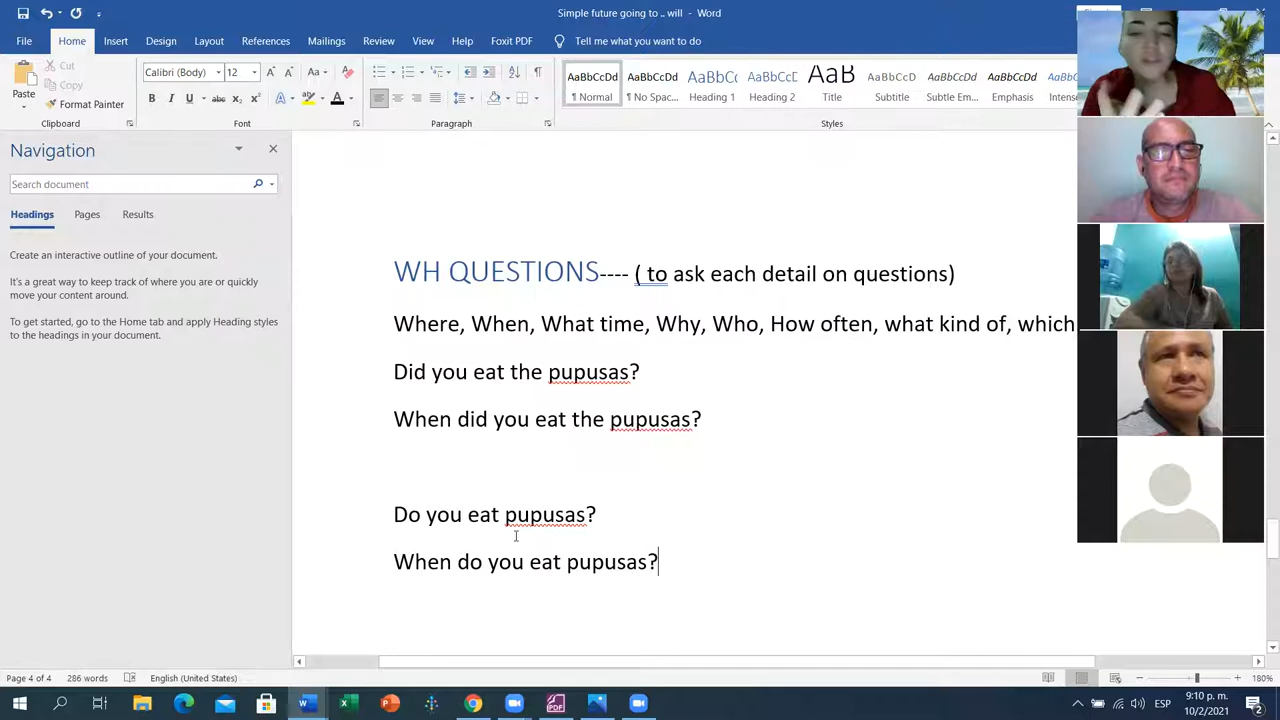 Simple future going to .. will - Word
File Home Insert Design Layout References Mailings Review View Help Foxit PDF Tell me what you want to do
Paste Cut Copy Format Painter
Calibri (Body) 12
AaBbCcDd AaBbCcDd AaBbC AaBbCcD AaB AaBbCcD AaBbCcDd AaBbCcDd
¶ Normal ¶ No Spac... Heading 1 Heading 2 Title Subtitle Subtle Em... Emphasis Intense
Clipboard Font Paragraph Styles
Navigation
Search document
Headings Pages Results
Create an interactive outline of your document.
It's a great way to keep track of where you are or quickly
move your content around.
To get started, go to the Home tab and apply Heading styles
to the headings in your document.
WH QUESTIONS---- ( to ask each detail on questions)
Where, When, What time, Why, Who, How often, what kind of, which
Did you eat the pupusas?
When did you eat the pupusas?
Do you eat pupusas?
When do you eat pupusas?
Page 4 of 4 286 words English (United States) 180%
ESP 9:10 p. m. 10/2/2021 2